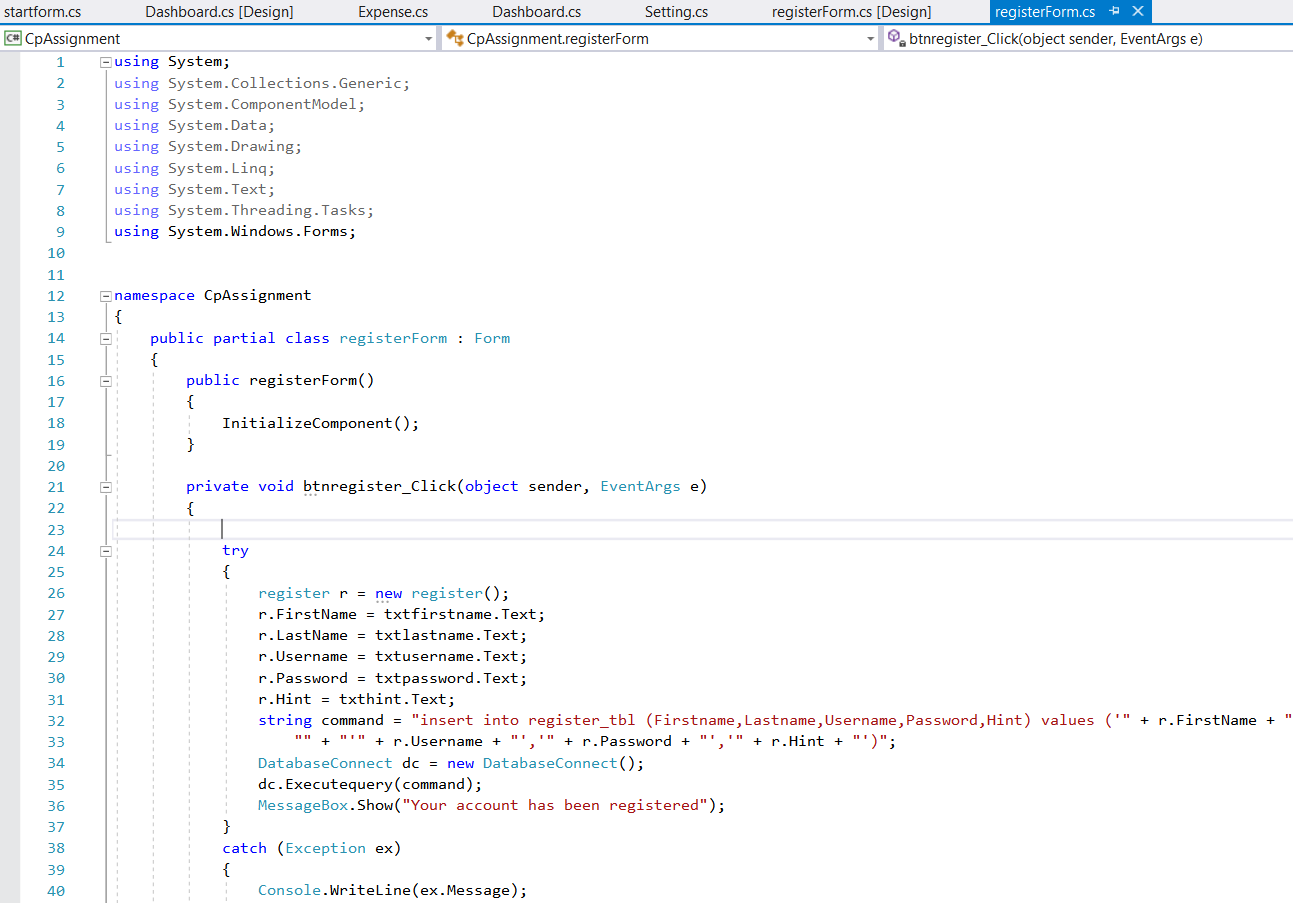 startform.cs Dashboard.cs [Design] Expense.cs Dashboard.cs Setting.cs registerForm.cs [Design] registerForm.cs
C# CpAssignment CpAssignment.registerForm btnregister_Click(object sender, EventArgs e)
1 using System;
2 using System.Collections.Generic;
3 using System.ComponentModel;
4 using System.Data;
5 using System.Drawing;
6 using System.Linq;
7 using System.Text;
8 using System.Threading.Tasks;
9 using System.Windows.Forms;
10
11
12 namespace CpAssignment
13 {
14 public partial class registerForm : Form
15 {
16 public registerForm()
17 {
18 InitializeComponent();
19 }
20
21 private void btnregister_Click(object sender, EventArgs e)
22 {
23
24 try
25 {
26 register r = new register();
27 r.FirstName = txtfirstname.Text;
28 r.LastName = txtlastname.Text;
29 r.Username = txtusername.Text;
30 r.Password = txtpassword.Text;
31 r.Hint = txthint.Text;
32 string command = "insert into register_tbl (Firstname,Lastname,Username,Password,Hint) values ('" + r.FirstName + "
33 "" + "'" + r.Username + "','" + r.Password + "','" + r.Hint + "')";
34 DatabaseConnect dc = new DatabaseConnect();
35 dc.Executequery(command);
36 MessageBox.Show("Your account has been registered");
37 }
38 catch (Exception ex)
39 {
40 Console.WriteLine(ex.Message);